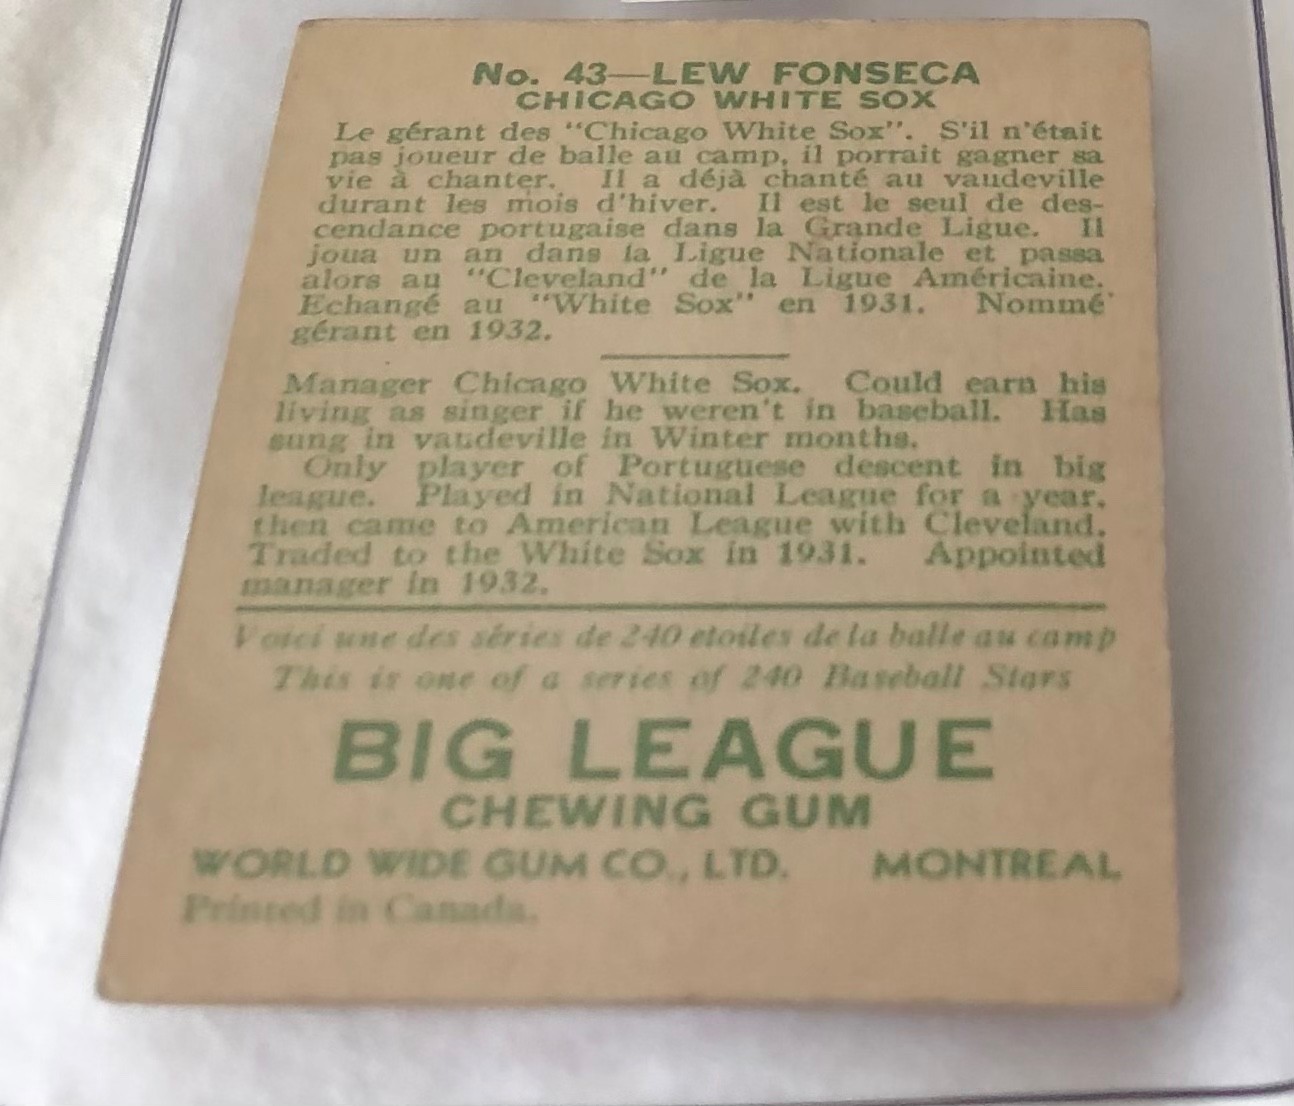 No. 43—LEW FONSECA
CHICAGO WHITE SOX
Le gérant des "Chicago White Sox". S'il n'était
pas joueur de balle au camp, il porrait gagner sa
vie à chanter. Il a déjà chanté au vaudeville
durant les mois d'hiver. Il est le seul de des-
cendance portugaise dans la Grande Ligue. Il
joua un an dans la Ligue Nationale et passa
alors au "Cleveland" de la Ligue Américaine.
Echangé au "White Sox" en 1931. Nommé
gérant en 1932.
Manager Chicago White Sox. Could earn his
living as singer if he weren't in baseball. Has
sung in vaudeville in Winter months.
Only player of Portuguese descent in big
league. Played in National League for a year,
then came to American League with Cleveland.
Traded to the White Sox in 1931. Appointed
manager in 1932.
Voici une des séries de 240 etoiles de la balle au camp
This is one of a series of 240 Baseball Stars
BIG LEAGUE
CHEWING GUM
WORLD WIDE GUM CO., LTD. MONTREAL
Printed in Canada.